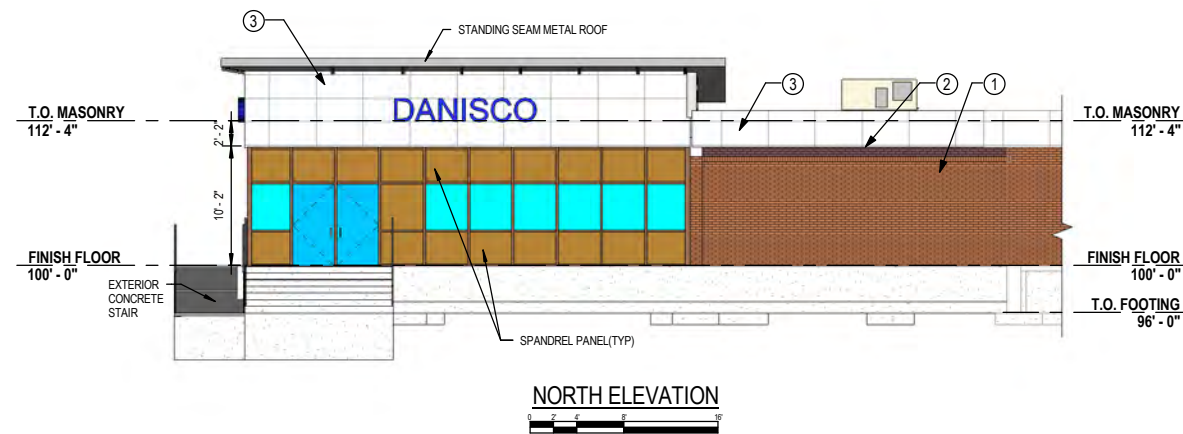 3
STANDING SEAM METAL ROOF
T.O. MASONRY
112' - 4"
2' - 2"
DANISCO
3
2
1
T.O. MASONRY
112' - 4"
10' - 2"
FINISH FLOOR
100' - 0"
EXTERIOR
CONCRETE
STAIR
FINISH FLOOR
100' - 0"
T.O. FOOTING
96' - 0"
SPANDREL PANEL(TYP)
NORTH ELEVATION
0 2' 4' 8' 16'